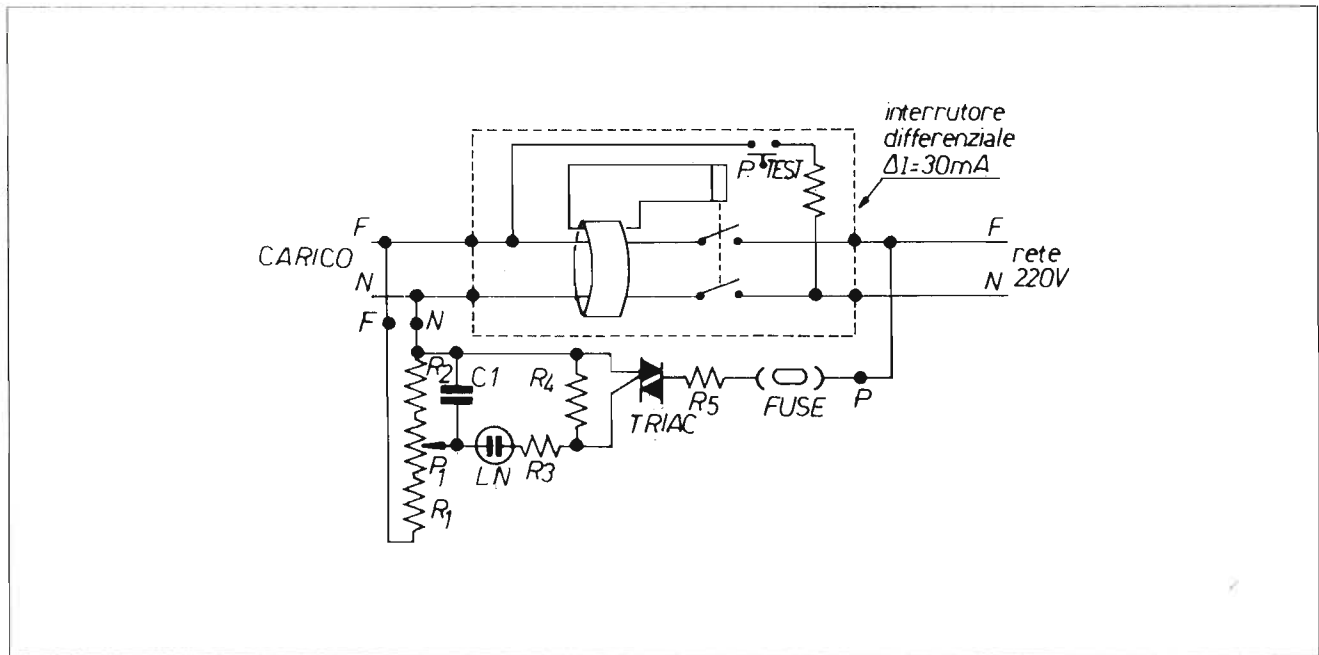 interrutore
differenziale
ΔI=30mA
P TEST
F
CARICO
N
F
rete
N 220V
F N
R2
C1
R4
R5
FUSE
P
TRIAC
P1
LN
R3
R1